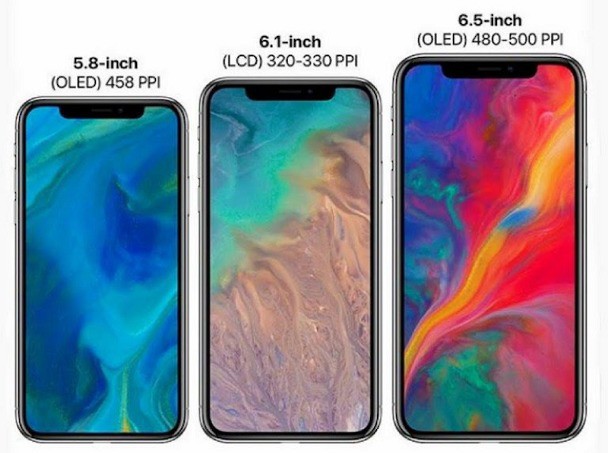 5.8-inch
(OLED) 458 PPI
6.1-inch
(LCD) 320-330 PPI
6.5-inch
(OLED) 480-500 PPI